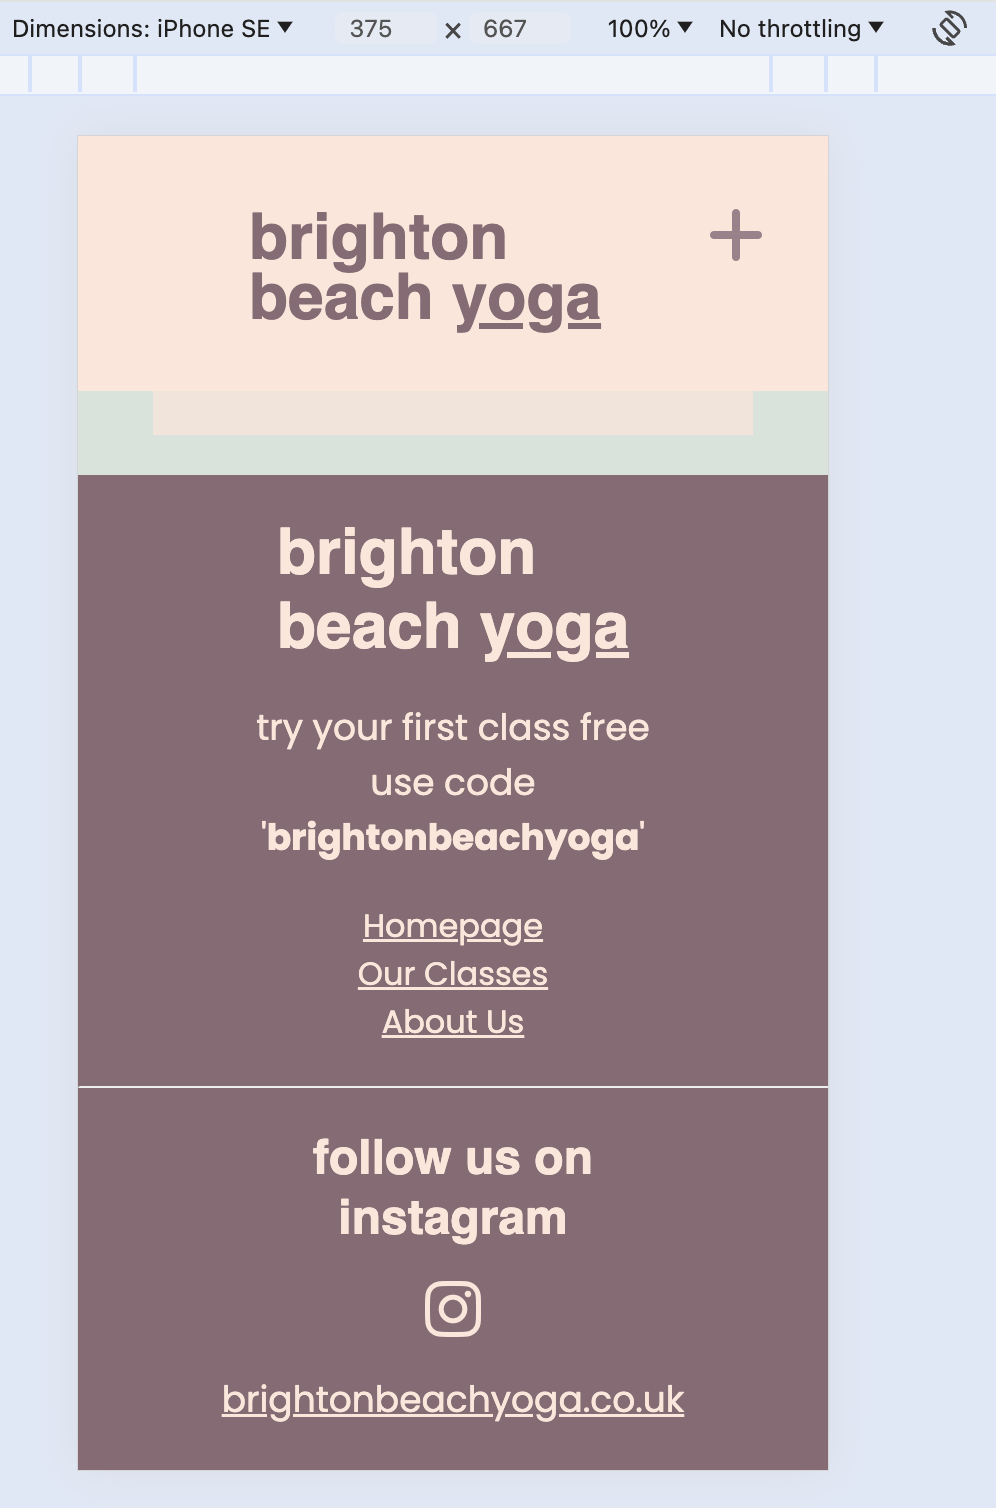 Dimensions: iPhone SE 375 × 667 100% No throttling
brighton
beach yoga
brighton
beach yoga
try your first class free
use code
'brightonbeachyoga'
Homepage
Our Classes
About Us
follow us on
instagram
brightonbeachyoga.co.uk